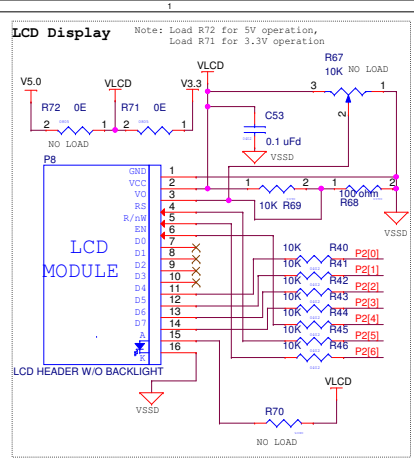 1
LCD Display
Note: Load R72 for 5V operation,
Load R71 for 3.3V operation
VLCD
R67
10K
NO LOAD
3
1
2
V5.0
VLCD
V3.3
R72
0E
R71
0E
2
1
2
1
NO LOAD
C53
0.1 uFd
VSSD
P8
GND
1
VCC
2
VO
3
RS
4
R/nW
5
EN
6
D0
7
D1
8
D2
9
D3
10
D4
11
D5
12
D6
13
D7
14
A
15
K
16
LCD
MODULE
LCD HEADER W/O BACKLIGHT
1
2
10K
R69
1
2
100 ohm
R68
VSSD
10K
R40
P2[0]
10K
R41
P2[1]
10K
R42
P2[2]
10K
R43
P2[3]
10K
R44
P2[4]
10K
R45
P2[5]
10K
R46
P2[6]
VSSD
VLCD
R70
NO LOAD